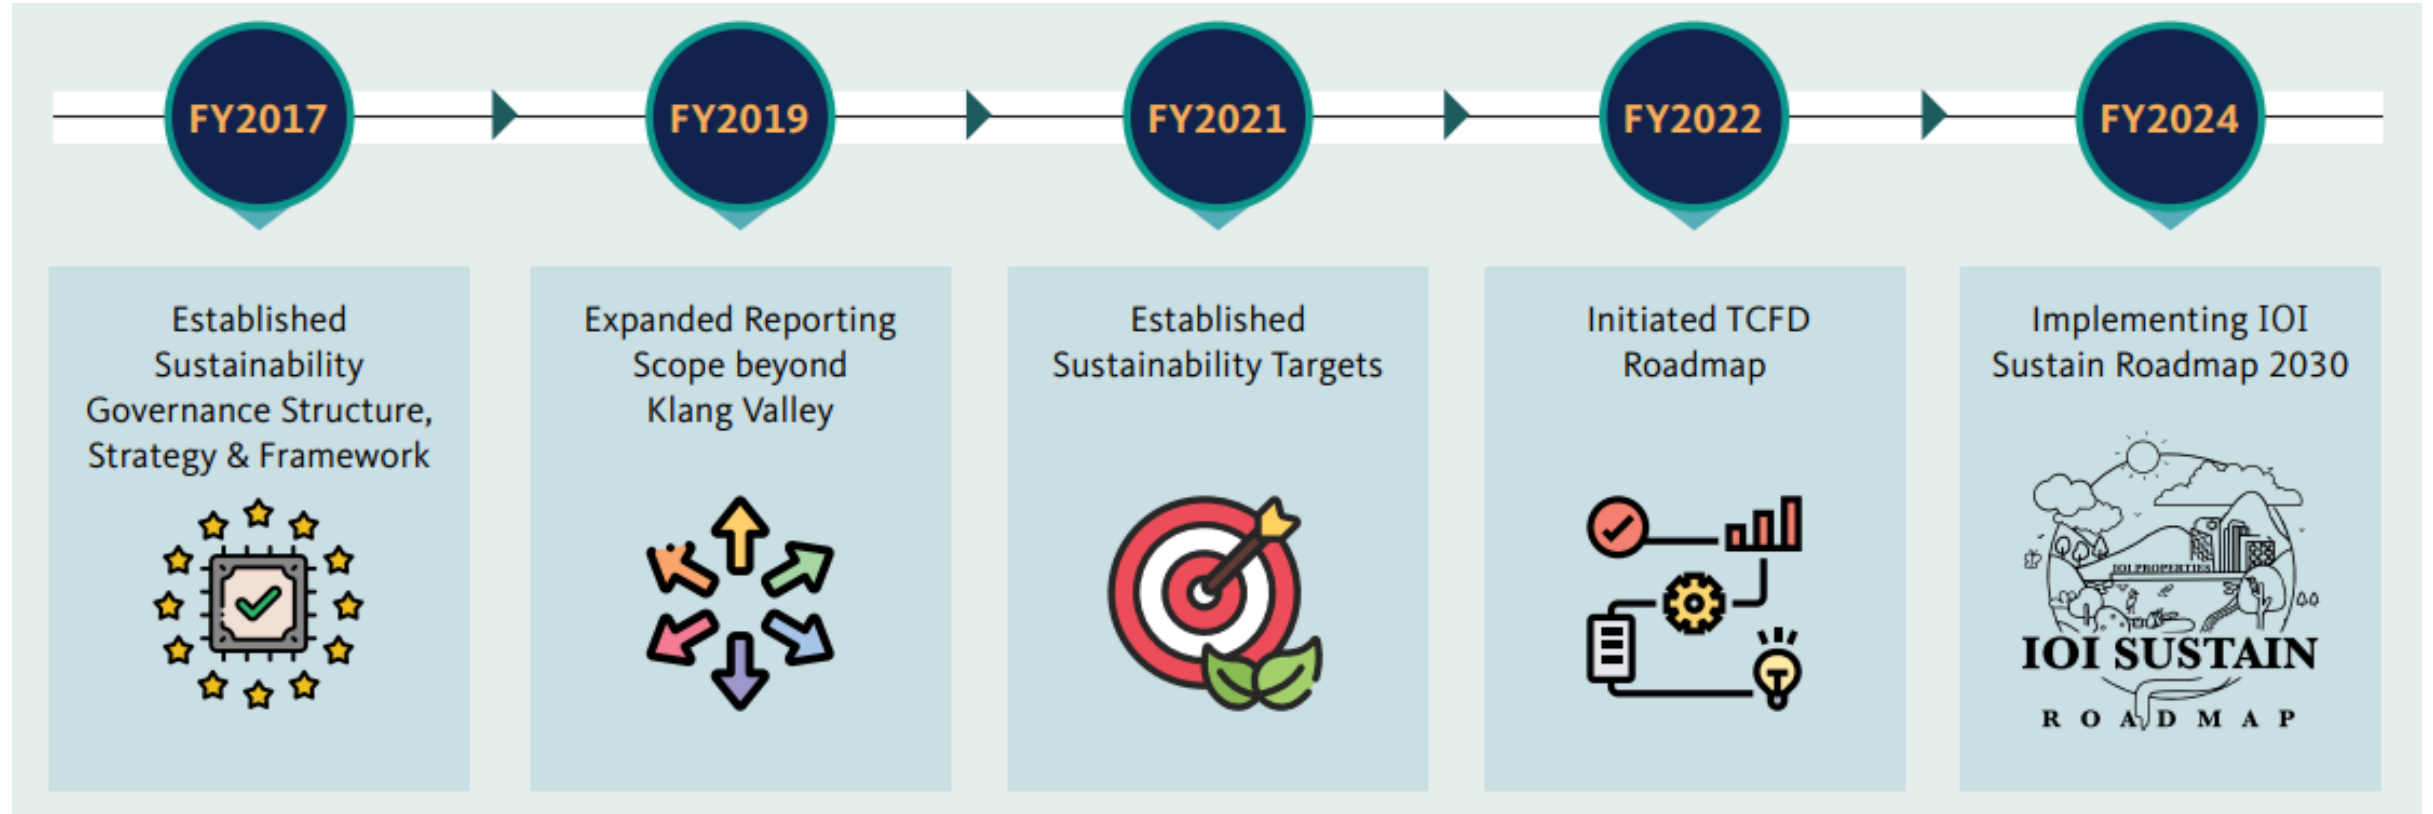 FY2017
FY2019
FY2021
FY2022
FY2024
Established
Sustainability
Governance Structure,
Strategy & Framework
Expanded Reporting
Scope beyond
Klang Valley
Established
Sustainability Targets
Initiated TCFD
Roadmap
Implementing IOI
Sustain Roadmap 2030
IOI PROPERTIES
IOI SUSTAIN
ROADMAP